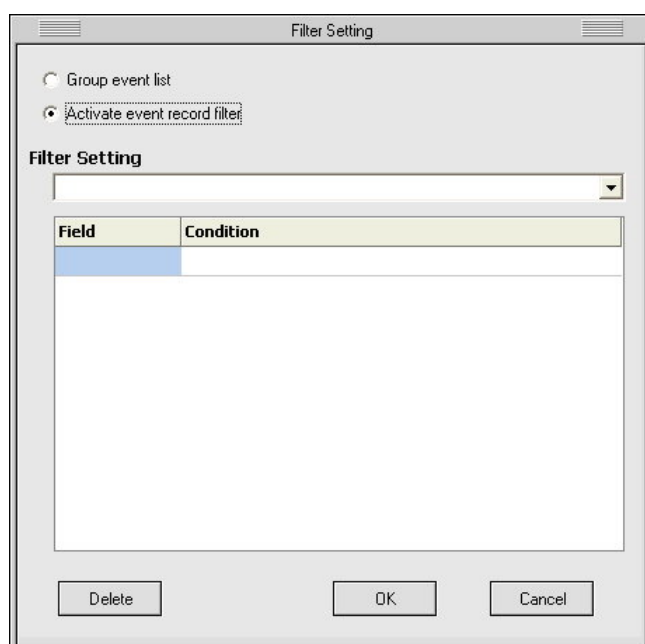 Filter Setting
Group event list
Activate event record filter
Filter Setting
Field Condition
Delete OK Cancel